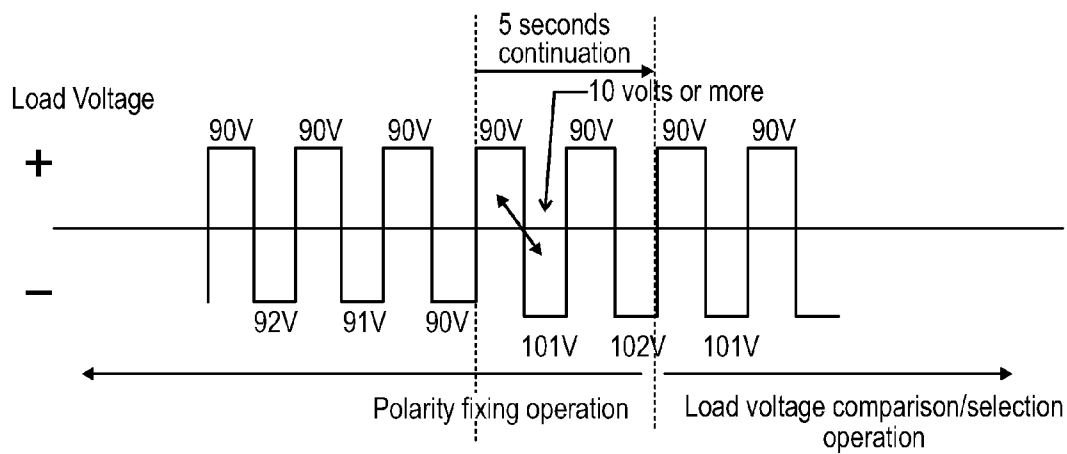 5 seconds
continuation
Load Voltage
10 volts or more
90V 90V 90V 90V 90V 90V 90V
+
−
92V 91V 90V
101V 102V 101V
Polarity fixing operation
Load voltage comparison/selection
operation